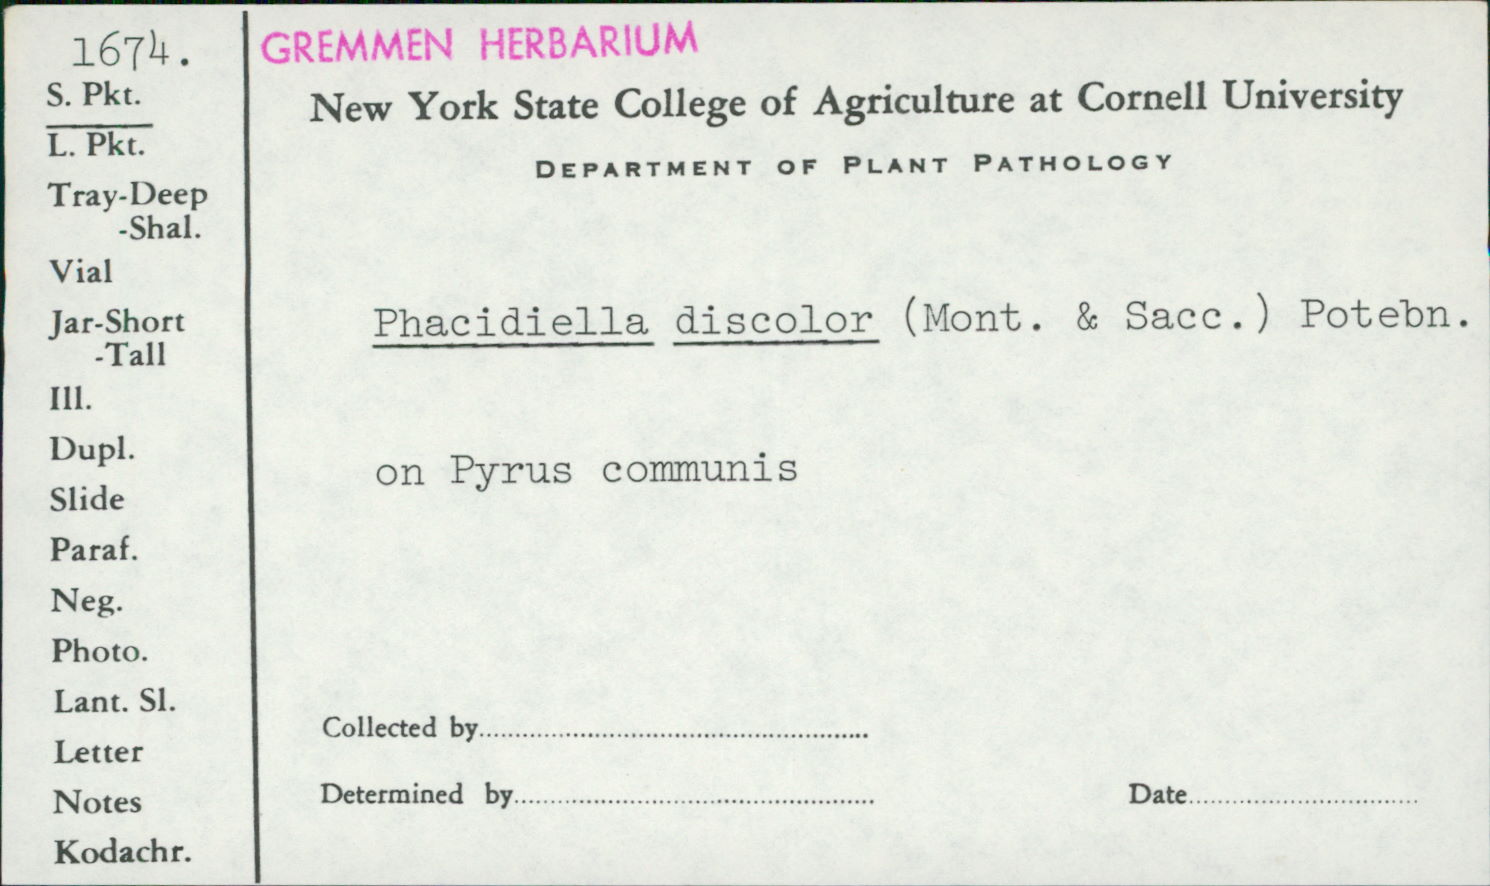 1674.
S. Pkt.
L. Pkt.
Tray-Deep
-Shal.
Vial
Jar-Short
-Tall
Ill.
Dupl.
Slide
Paraf.
Neg.
Photo.
Lant. Sl.
Letter
Notes
Kodachr.
GREMMEN HERBARIUM
New York State College of Agriculture at Cornell University
DEPARTMENT OF PLANT PATHOLOGY
Phacidiella discolor (Mont. & Sacc.) Potebn.
on Pyrus communis
Collected by
Determined by Date